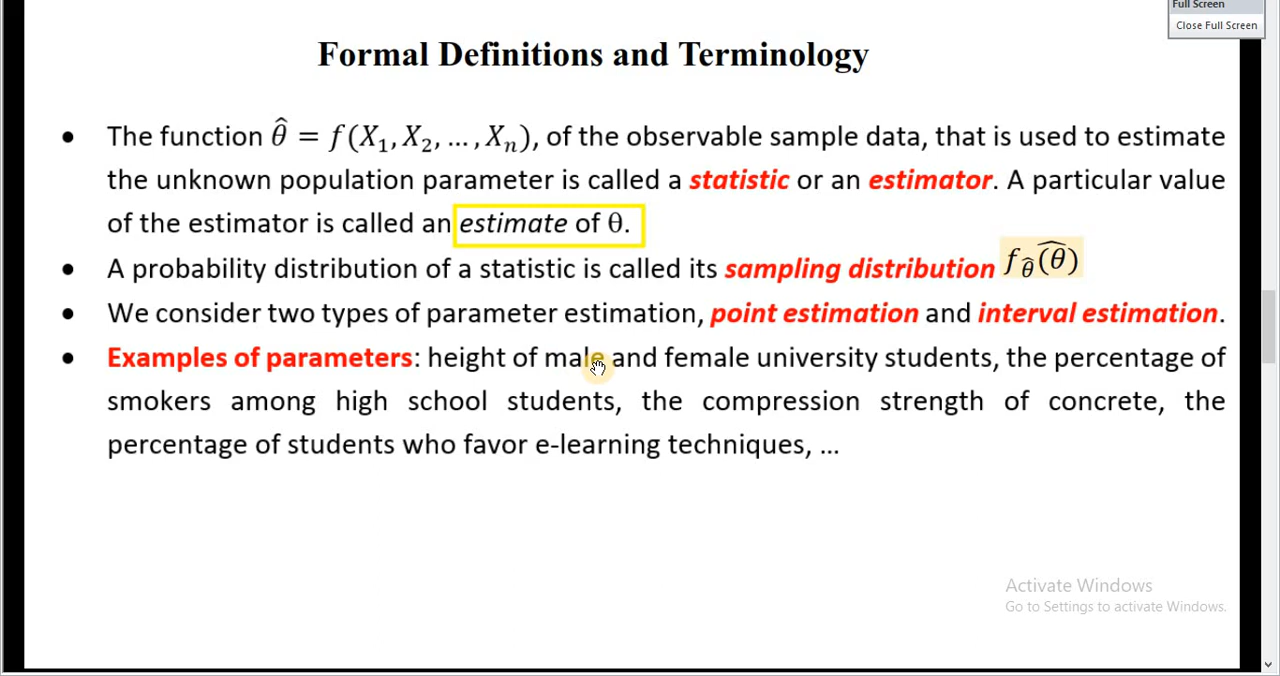 Full Screen
Close Full Screen
Formal Definitions and Terminology
• The function θ̂ = f(X₁, X₂, … , Xₙ), of the observable sample data, that is used to estimate
the unknown population parameter is called a statistic or an estimator. A particular value
of the estimator is called an estimate of θ.
• A probability distribution of a statistic is called its sampling distribution f_θ̂(θ̂)
• We consider two types of parameter estimation, point estimation and interval estimation.
• Examples of parameters: height of male and female university students, the percentage of
smokers among high school students, the compression strength of concrete, the
percentage of students who favor e-learning techniques, ...
Activate Windows
Go to Settings to activate Windows.